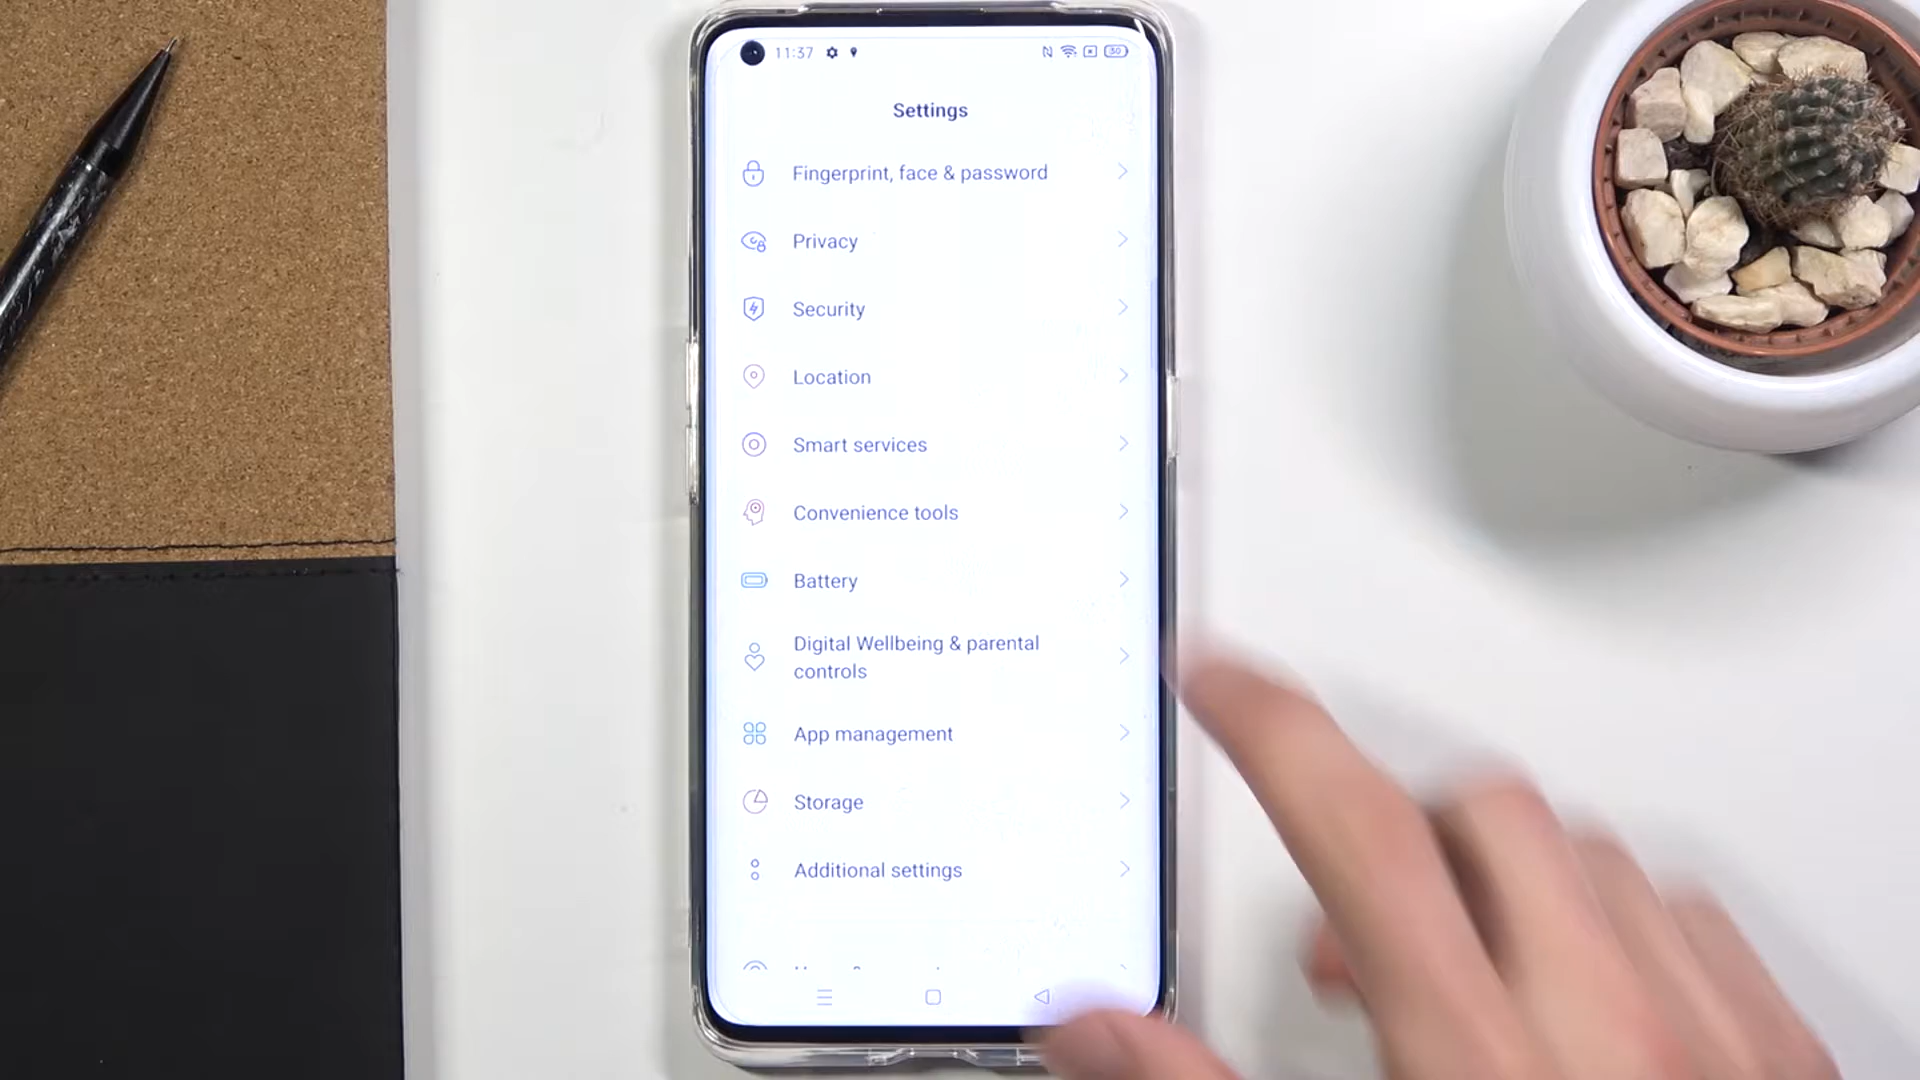 11:37
30
Settings
Fingerprint, face & password
Privacy
Security
Location
Smart services
Convenience tools
Battery
Digital Wellbeing & parental
controls
App management
Storage
Additional settings